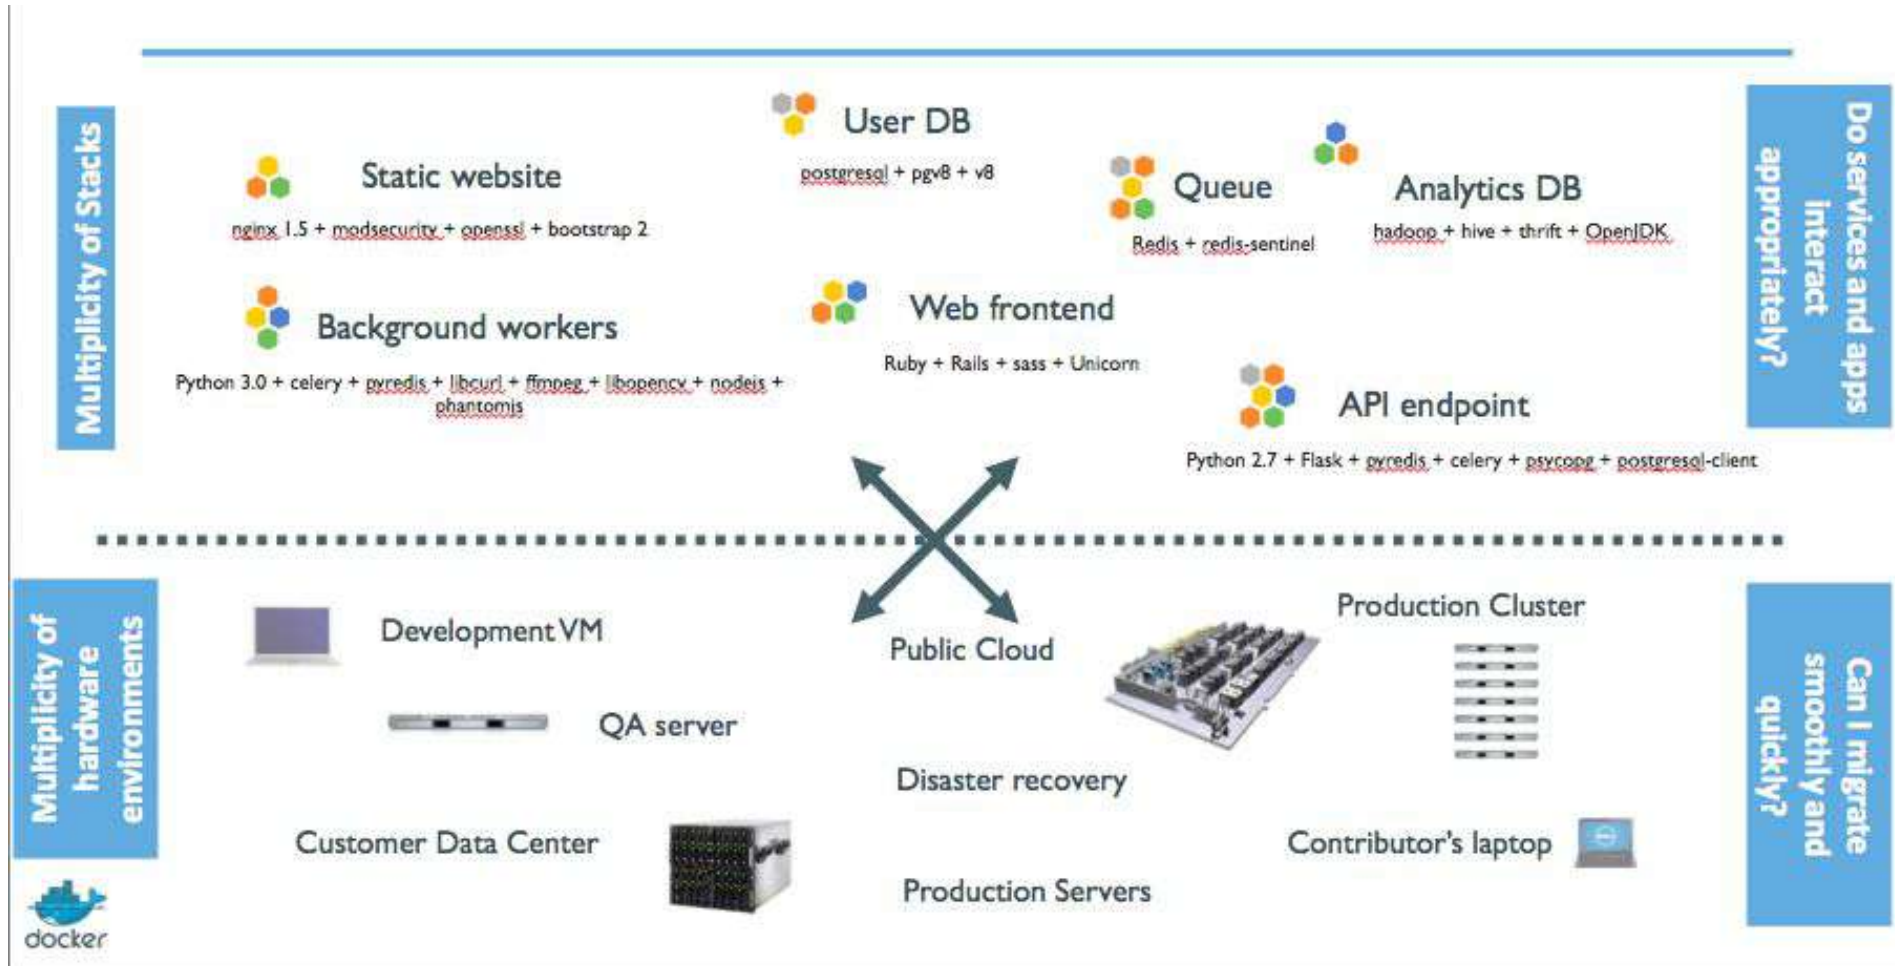 Multiplicity of Stacks
Static website
nginx 1.5 + modsecurity + openssl + bootstrap 2
Background workers
Python 3.0 + celery + pyredis + libcurl + ffmpeg + libopencv + nodejs +
phantomjs
User DB
postgresql + pgv8 + v8
Web frontend
Ruby + Rails + sass + Unicorn
Queue
Redis + redis-sentinel
Analytics DB
hadoop + hive + thrift + OpenJDK
API endpoint
Python 2.7 + Flask + pyredis + celery + psycopg + postgresql-client
Do services and apps
interact
appropriately?
Multiplicity of
hardware
environments
Development VM
QA server
Customer Data Center
Public Cloud
Disaster recovery
Production Servers
Production Cluster
Contributor's laptop
Can I migrate
smoothly and
quickly?
docker